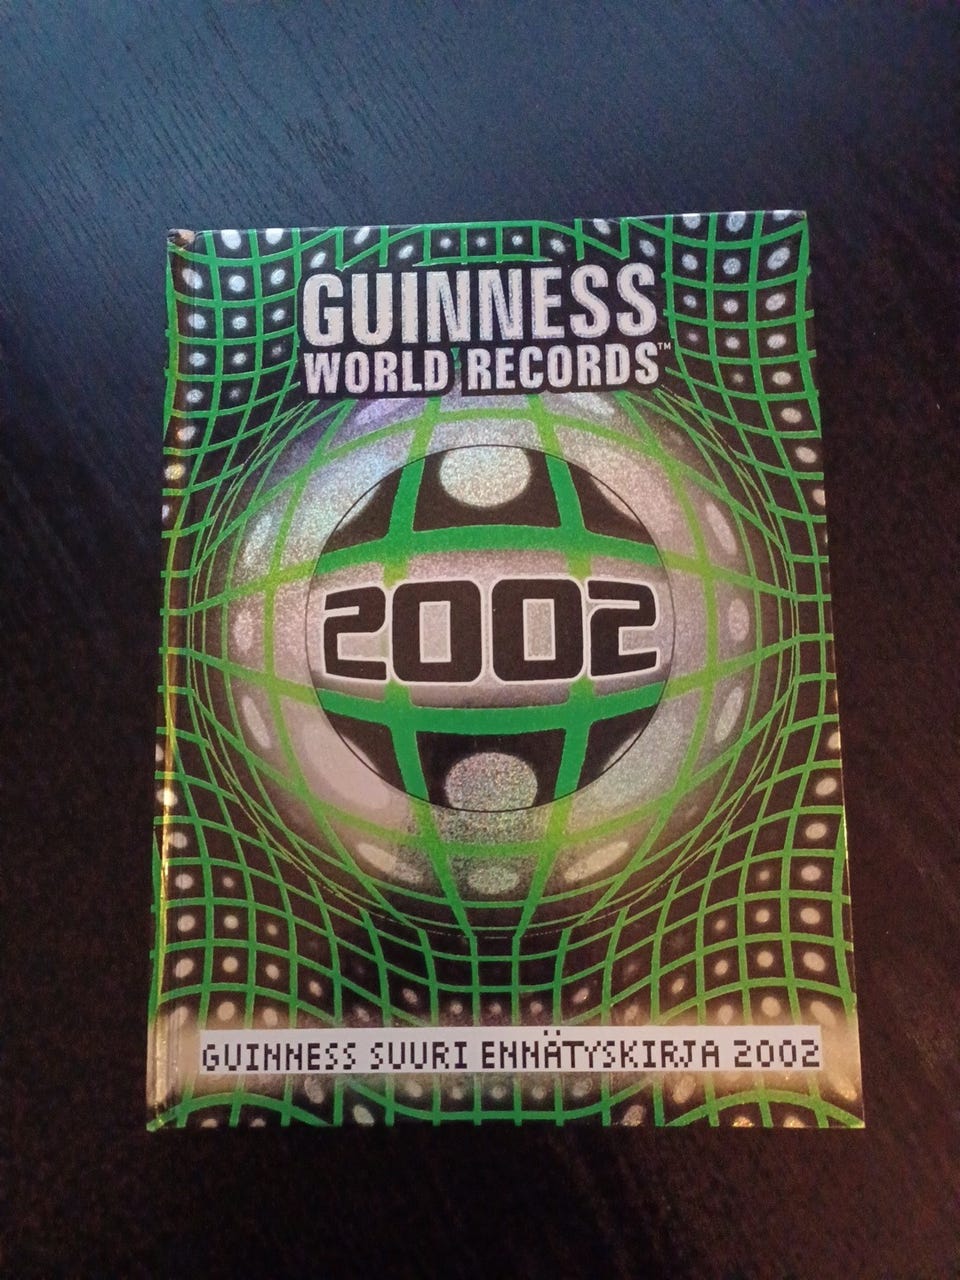 GUINNESS
WORLD RECORDS™
2002
GUINNESS SUURI ENNÄTYSKIRJA 2002